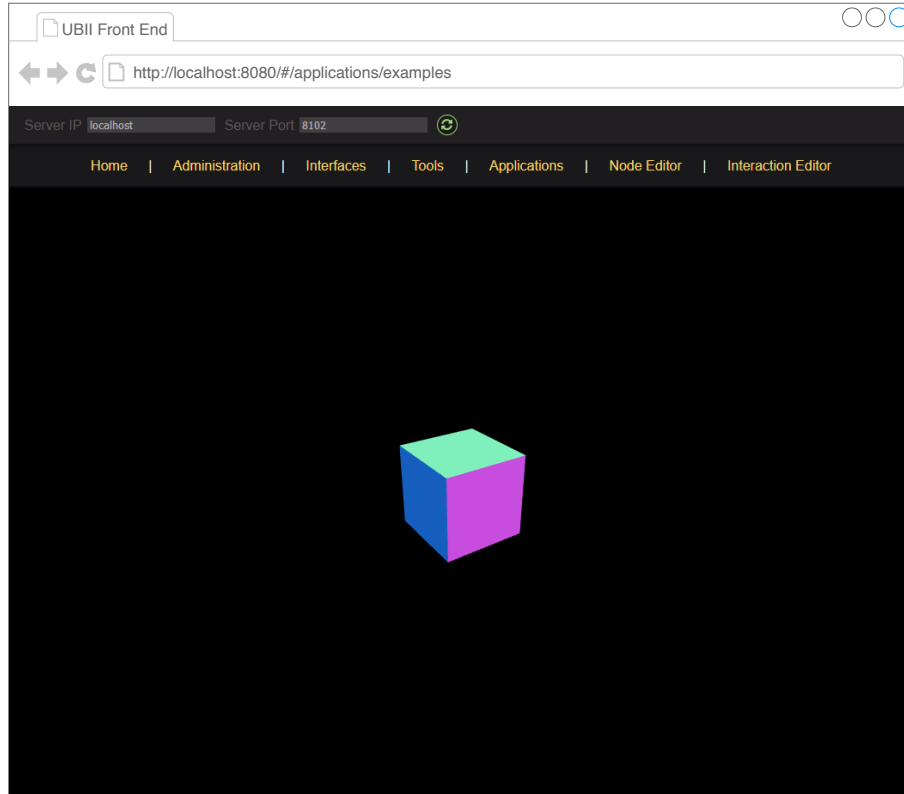 UBII Front End
http://localhost:8080/#/applications/examples
Server IP localhost Server Port 8102
Home | Administration | Interfaces | Tools | Applications | Node Editor | Interaction Editor